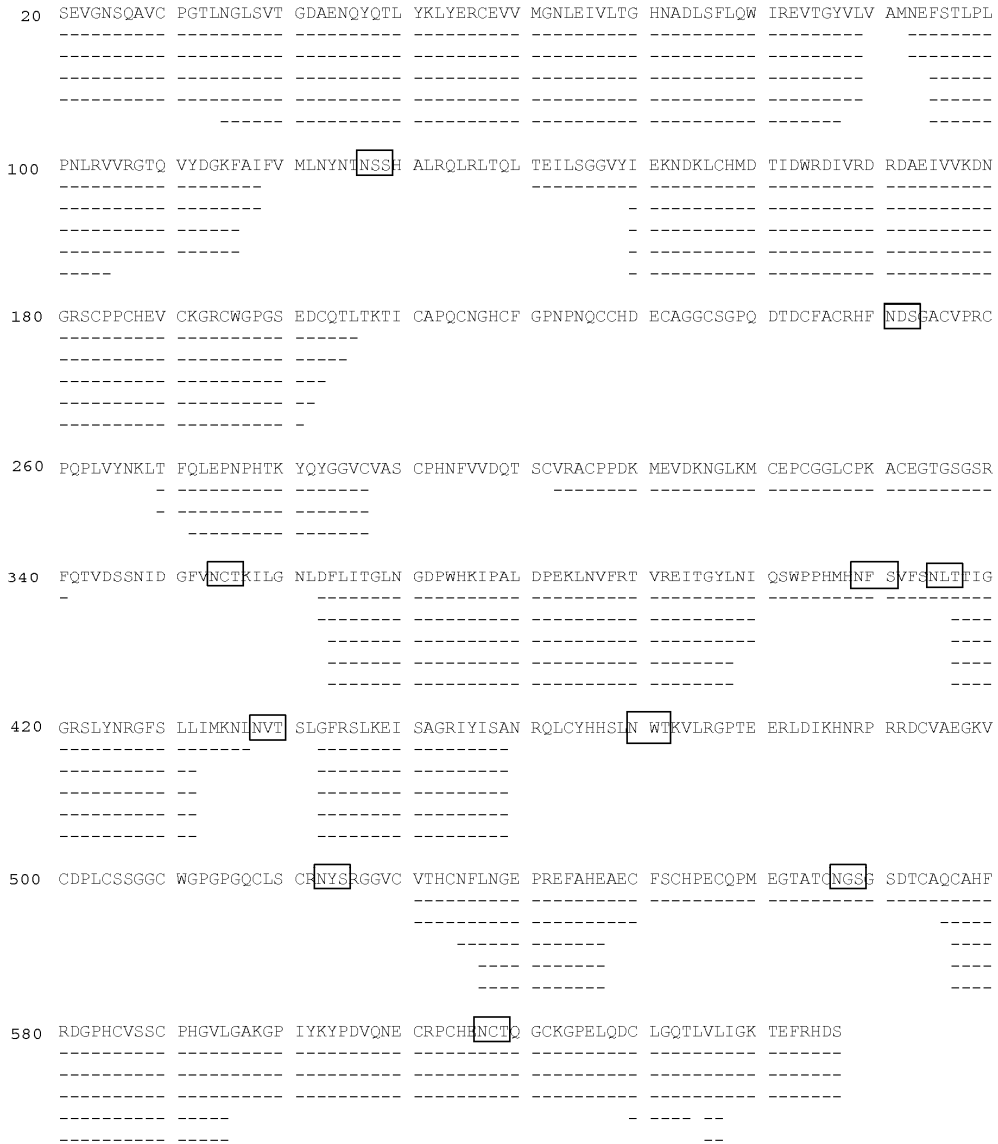 20 SEVGNSQAVC PGTLNGLSVT GDAENQYQTL YKLYERCEVV MGNLEIVLTG HNADLSFLQW IREVTGYVLV AMNEFSTLPL
100 PNLRVVRGTQ VYDGKFAIFV MLNYNTNSSH ALRQLRLTQL TEILSGGVYI EKNDKLCHMD TIDWRDIVRD RDAEIVVKDN
180 GRSCPPCHEV CKGRCWGPGS EDCQTLTKTI CAPQCNGHCF GPNPNQCCHD ECAGGCSGPQ DTDCFACRHF NDSGACVPRC
260 PQPLVYNKLT FQLEPNPHTK YQYGGVCVAS CPHNFVVDQT SCVRACPPDK MEVDKNGLKM CEPCGGLCPK ACEGTGSGSR
340 FQTVDSSNID GFVNCTKILG NLDFLITGLN GDPWHKIPAL DPEKLNVFRT VREITGYLNI QSWPPHMHNF SVFSNLTTIG
420 GRSLYNRGFS LLIMKNLNVT SLGFRSLKEI SAGRIYISAN RQLCYHHSLN WTKVLRGPTE ERLDIKHNRP RRDCVAEGKV
500 CDPLCSSGGC WGPGPGQCLS CRNYSRGGVC VTHCNFLNGE PREFAHEAEC FSCHPECQPM EGTATCNGSG SDTCAQCAHF
580 RDGPHCVSSC PHGVLGAKGP IYKYPDVQNE CRPCHENCTQ GCKGPELQDC LGQTLVLIGK TEFRHDS